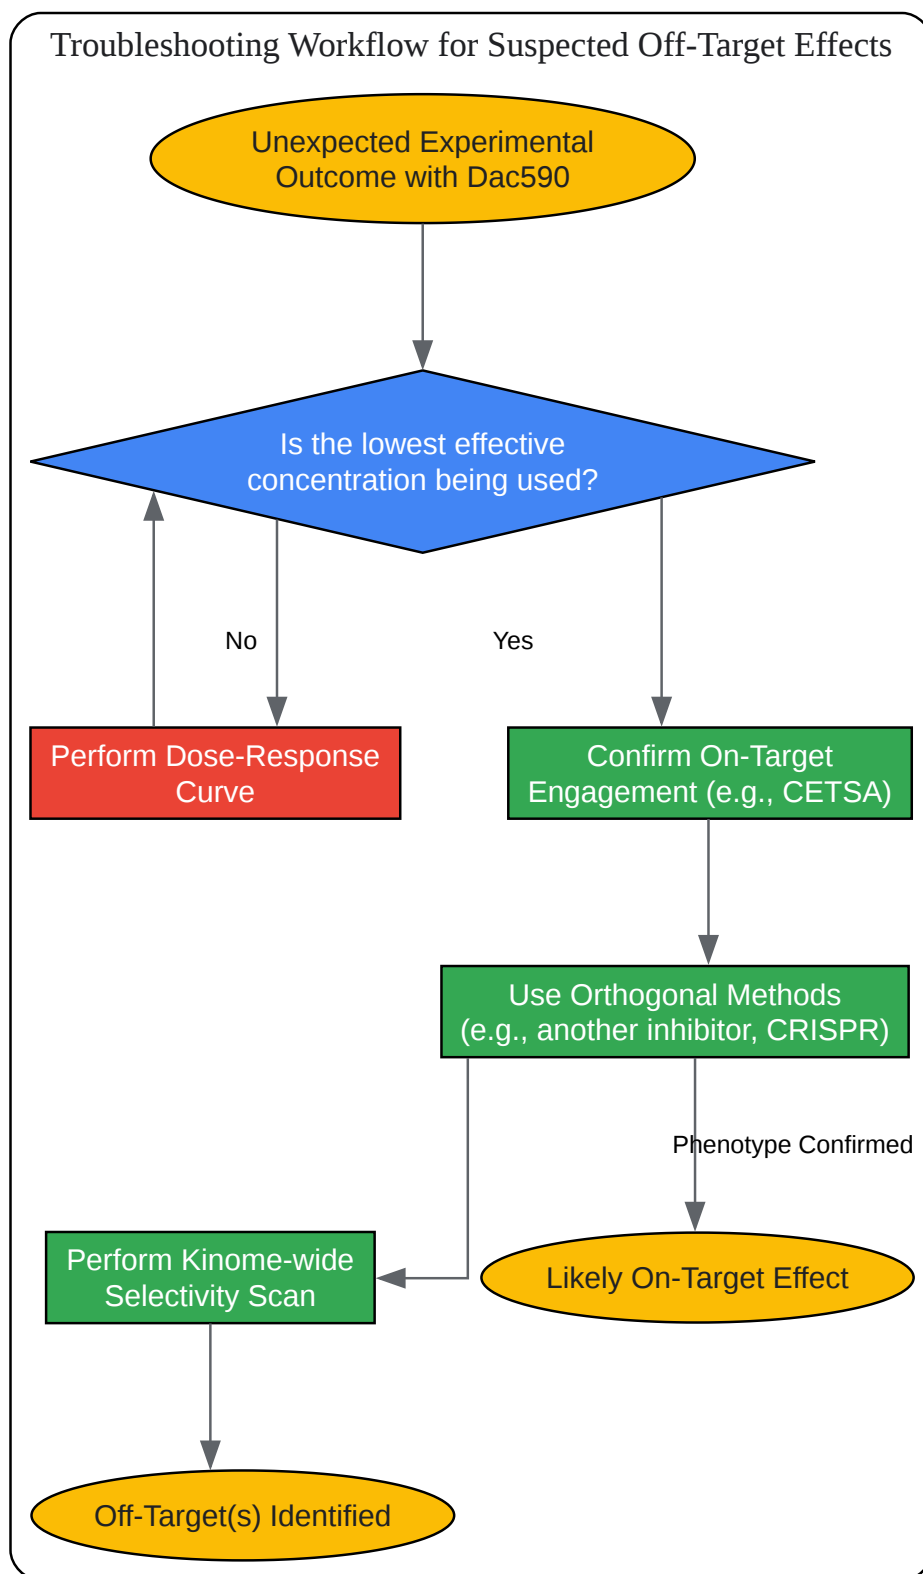 Troubleshooting Workflow for Suspected Off-Target Effects
Unexpected Experimental
Outcome with Dac590
Is the lowest effective
concentration being used?
No
Yes
Perform Dose-Response
Curve
Confirm On-Target
Engagement (e.g., CETSA)
Use Orthogonal Methods
(e.g., another inhibitor, CRISPR)
Phenotype Confirmed
Perform Kinome-wide
Selectivity Scan
Likely On-Target Effect
Off-Target(s) Identified